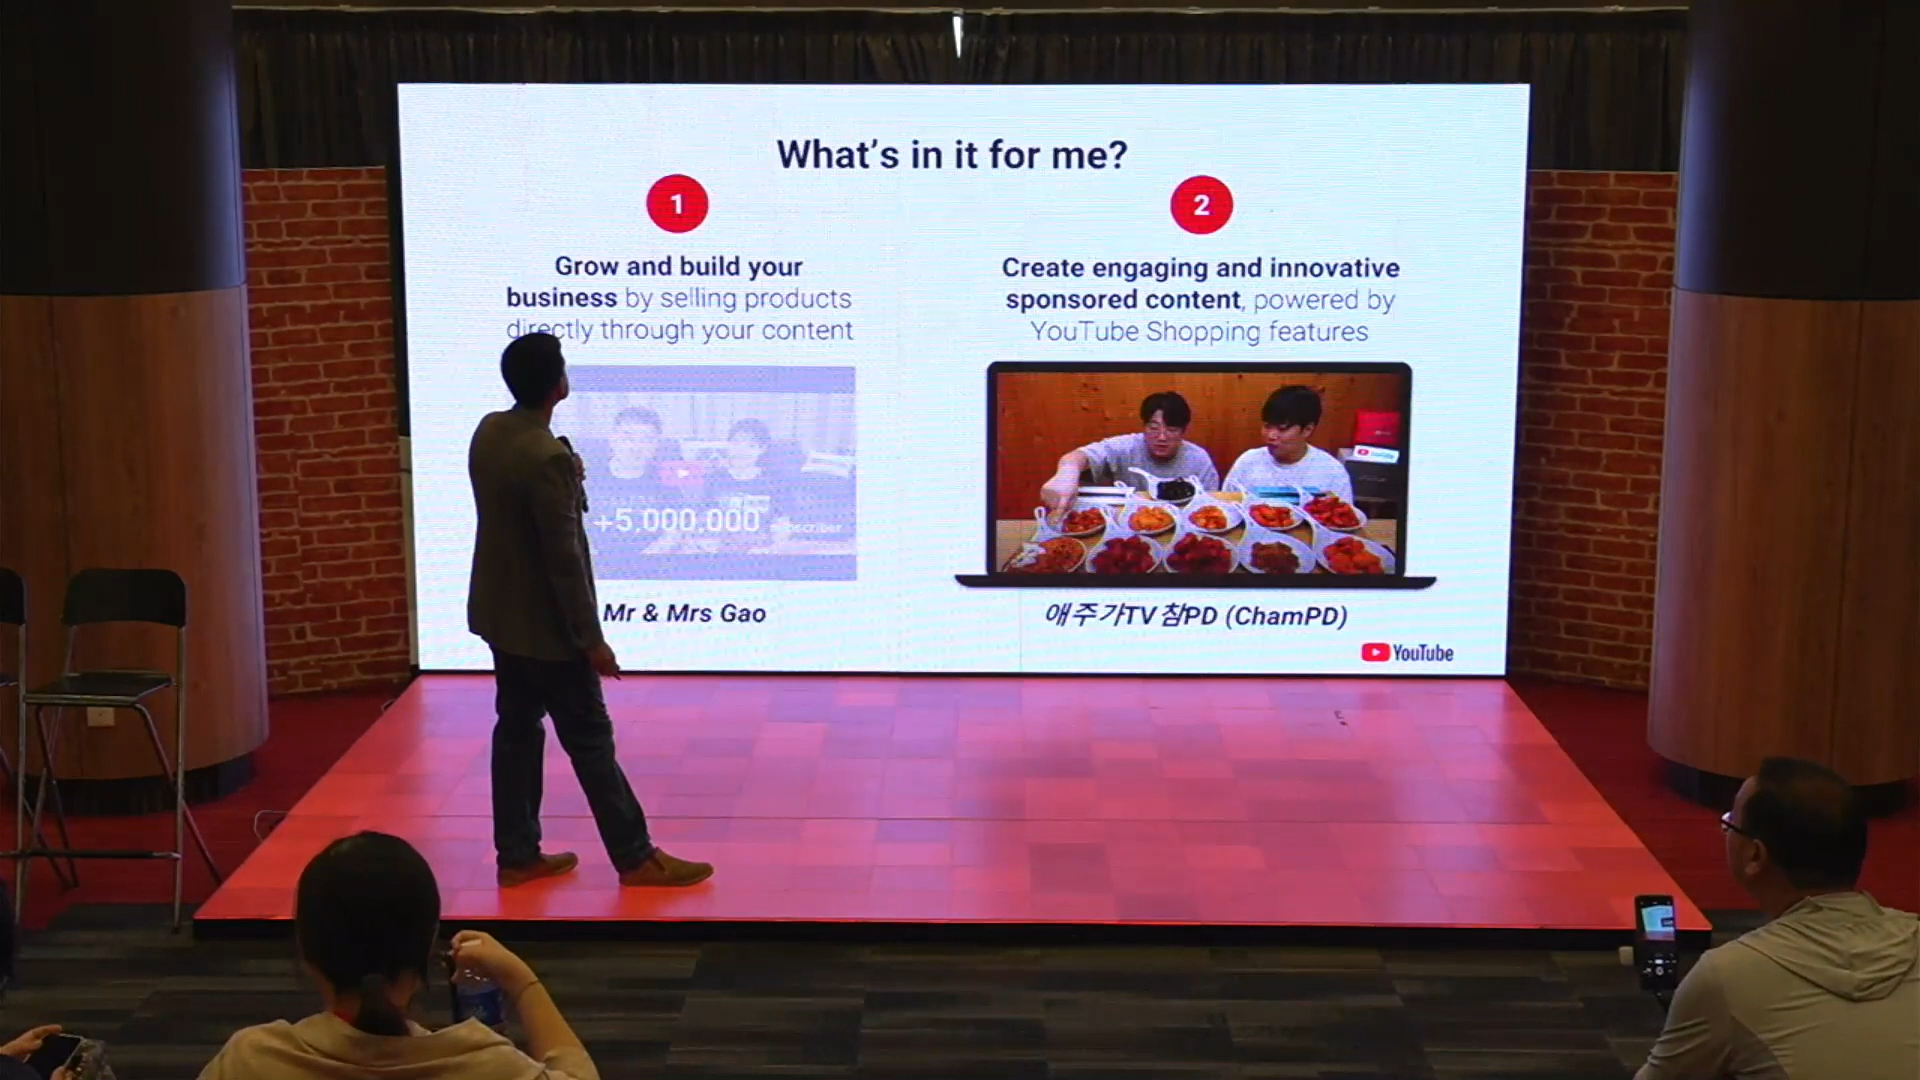 What's in it for me?
1
Grow and build your
business by selling products
directly through your content
+5.000.000 subscriber
Mr & Mrs Gao
2
Create engaging and innovative
sponsored content, powered by
YouTube Shopping features
애주가TV참PD (ChamPD)
YouTube